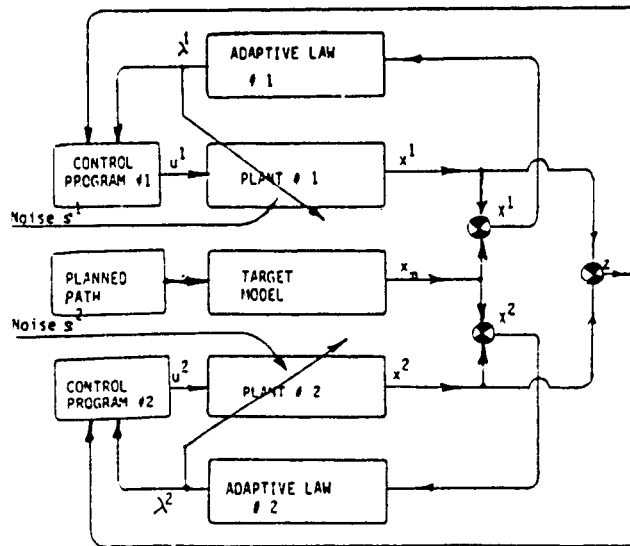 λ¹
ADAPTIVE LAW
# 1
CONTROL
PROGRAM #1
u¹
PLANT # 1
x¹
Noise s¹
X¹
PLANNED
PATH
TARGET
MODEL
xₘ
z
Noise s²
X²
CONTROL
PROGRAM #2
u²
PLANT # 2
x²
λ²
ADAPTIVE LAW
# 2